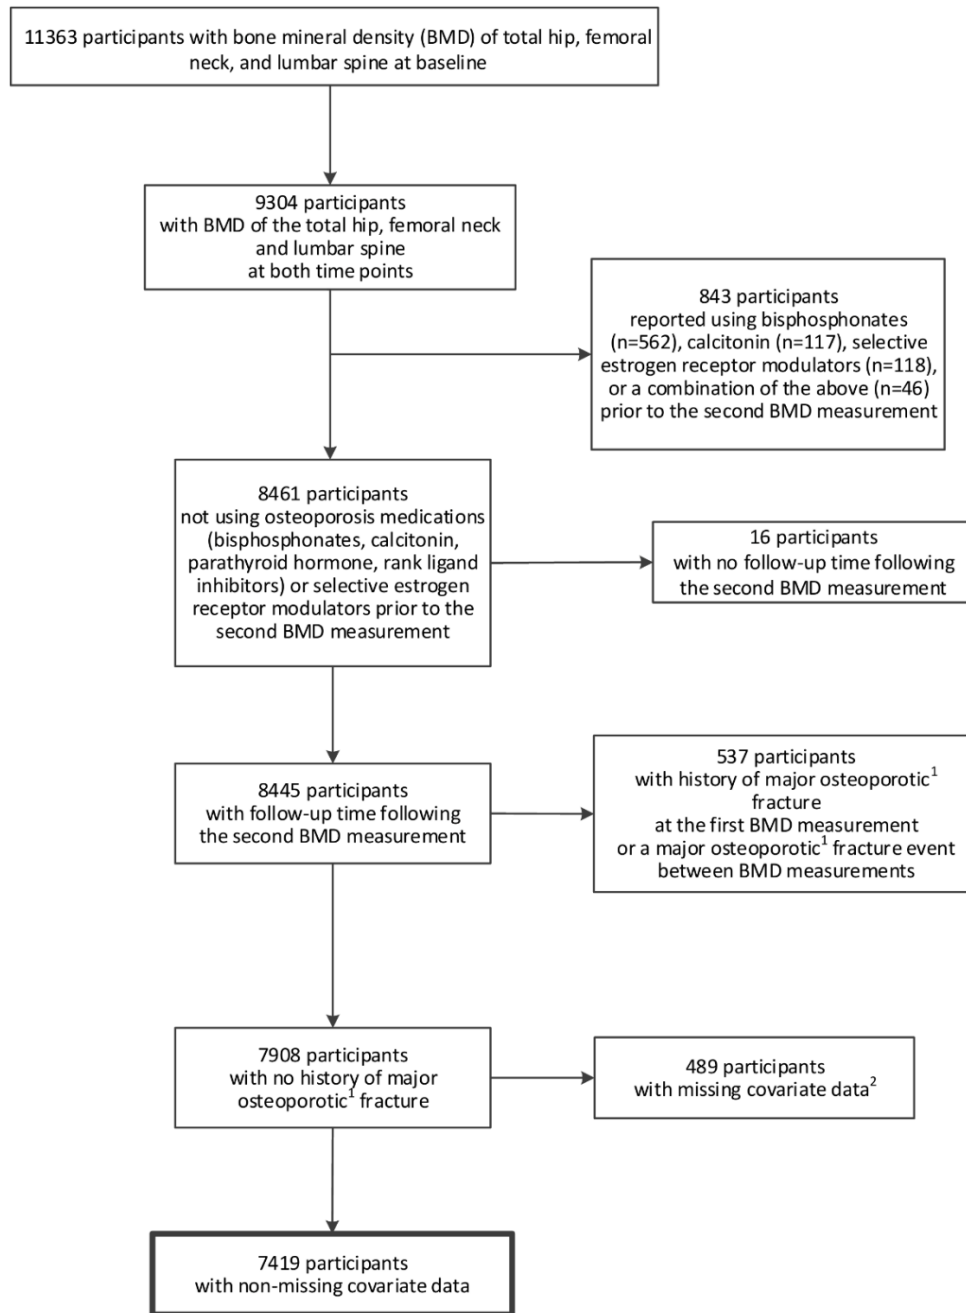 11363 participants with bone mineral density (BMD) of total hip, femoral
neck, and lumbar spine at baseline
9304 participants
with BMD of the total hip, femoral neck
and lumbar spine
at both time points
843 participants
reported using bisphosphonates
(n=562), calcitonin (n=117), selective
estrogen receptor modulators (n=118),
or a combination of the above (n=46)
prior to the second BMD measurement
8461 participants
not using osteoporosis medications
(bisphosphonates, calcitonin,
parathyroid hormone, rank ligand
inhibitors) or selective estrogen
receptor modulators prior to the
second BMD measurement
16 participants
with no follow-up time following
the second BMD measurement
8445 participants
with follow-up time following
the second BMD measurement
537 participants
with history of major osteoporotic¹
fracture
at the first BMD measurement
or a major osteoporotic¹ fracture event
between BMD measurements
7908 participants
with no history of major
osteoporotic¹ fracture
489 participants
with missing covariate data²
7419 participants
with non-missing covariate data